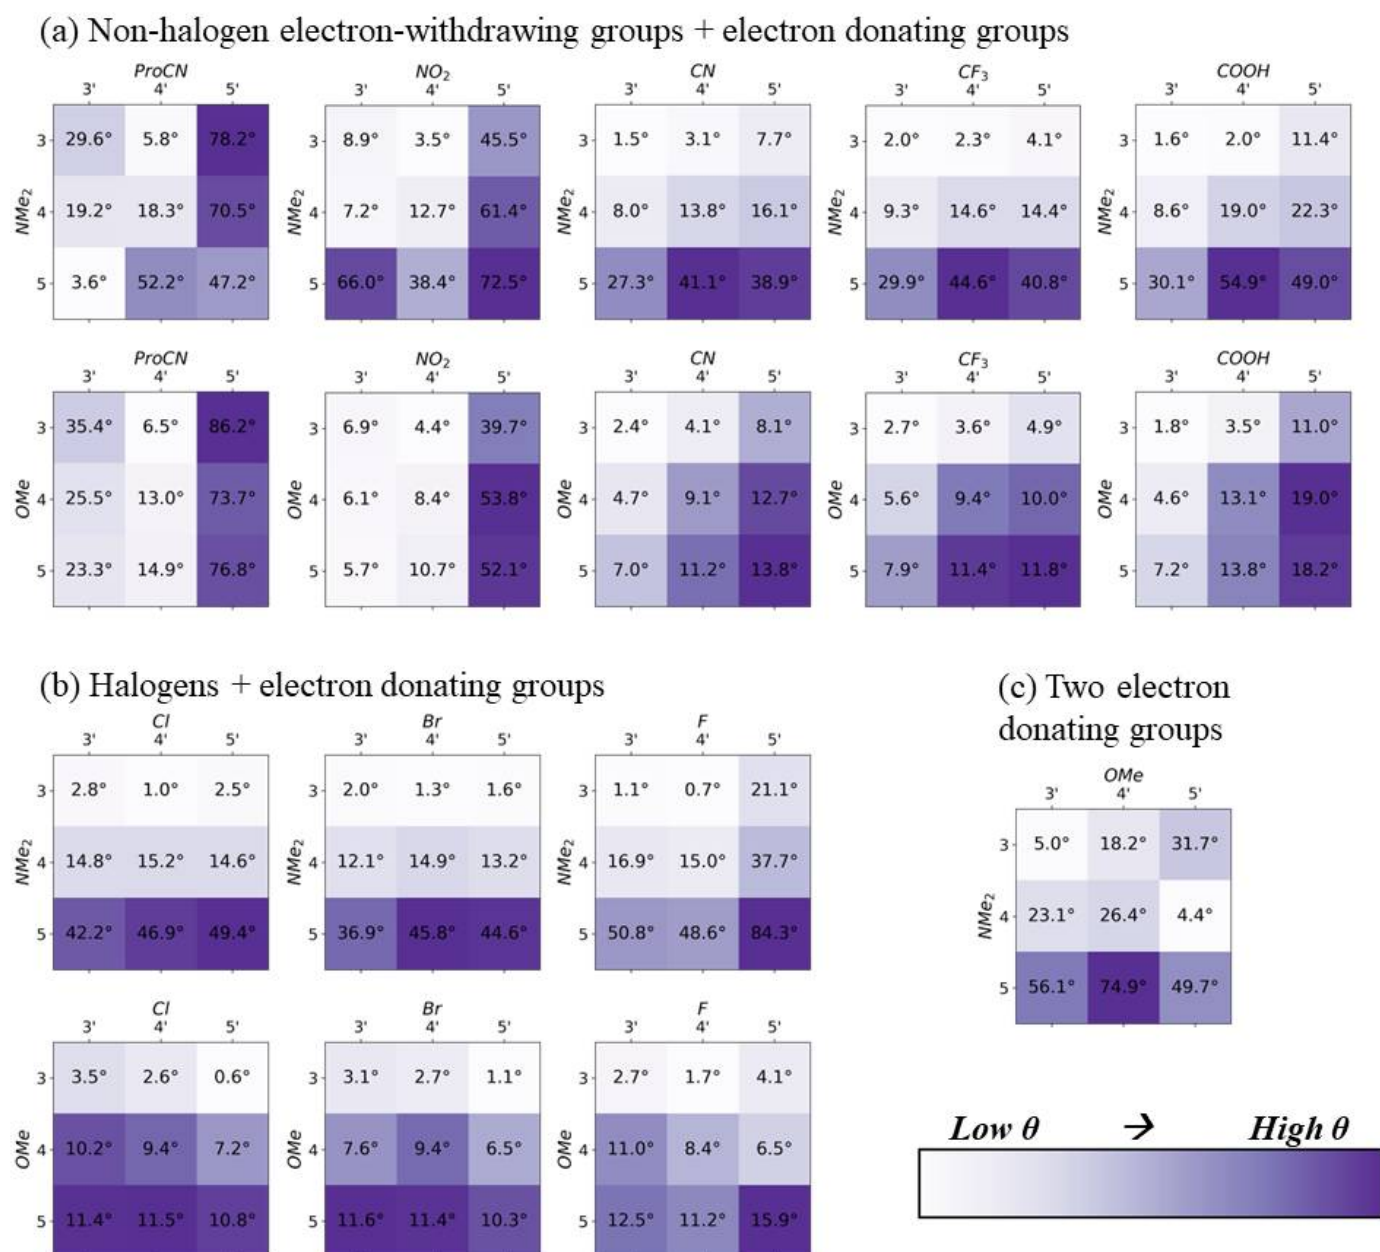 (a) Non-halogen electron-withdrawing groups + electron donating groups
ProCN NO₂ CN CF₃ COOH
3' 4' 5' 3' 4' 5' 3' 4' 5' 3' 4' 5' 3' 4' 5'
3 29.6° 5.8° 78.2° 3 8.9° 3.5° 45.5° 3 1.5° 3.1° 7.7° 3 2.0° 2.3° 4.1° 3 1.6° 2.0° 11.4°
NMe₂ 4 19.2° 18.3° 70.5° NMe₂ 4 7.2° 12.7° 61.4° NMe₂ 4 8.0° 13.8° 16.1° NMe₂ 4 9.3° 14.6° 14.4° NMe₂ 4 8.6° 19.0° 22.3°
5 3.6° 52.2° 47.2° 5 66.0° 38.4° 72.5° 5 27.3° 41.1° 38.9° 5 29.9° 44.6° 40.8° 5 30.1° 54.9° 49.0°
ProCN NO₂ CN CF₃ COOH
3' 4' 5' 3' 4' 5' 3' 4' 5' 3' 4' 5' 3' 4' 5'
3 35.4° 6.5° 86.2° 3 6.9° 4.4° 39.7° 3 2.4° 4.1° 8.1° 3 2.7° 3.6° 4.9° 3 1.8° 3.5° 11.0°
OMe 4 25.5° 13.0° 73.7° OMe 4 6.1° 8.4° 53.8° OMe 4 4.7° 9.1° 12.7° OMe 4 5.6° 9.4° 10.0° OMe 4 4.6° 13.1° 19.0°
5 23.3° 14.9° 76.8° 5 5.7° 10.7° 52.1° 5 7.0° 11.2° 13.8° 5 7.9° 11.4° 11.8° 5 7.2° 13.8° 18.2°
(b) Halogens + electron donating groups
Cl Br F
3' 4' 5' 3' 4' 5' 3' 4' 5'
3 2.8° 1.0° 2.5° 3 2.0° 1.3° 1.6° 3 1.1° 0.7° 21.1°
NMe₂ 4 14.8° 15.2° 14.6° NMe₂ 4 12.1° 14.9° 13.2° NMe₂ 4 16.9° 15.0° 37.7°
5 42.2° 46.9° 49.4° 5 36.9° 45.8° 44.6° 5 50.8° 48.6° 84.3°
Cl Br F
3' 4' 5' 3' 4' 5' 3' 4' 5'
3 3.5° 2.6° 0.6° 3 3.1° 2.7° 1.1° 3 2.7° 1.7° 4.1°
OMe 4 10.2° 9.4° 7.2° OMe 4 7.6° 9.4° 6.5° OMe 4 11.0° 8.4° 6.5°
5 11.4° 11.5° 10.8° 5 11.6° 11.4° 10.3° 5 12.5° 11.2° 15.9°
(c) Two electron
donating groups
OMe
3' 4' 5'
3 5.0° 18.2° 31.7°
NMe₂ 4 23.1° 26.4° 4.4°
5 56.1° 74.9° 49.7°
Low θ → High θ